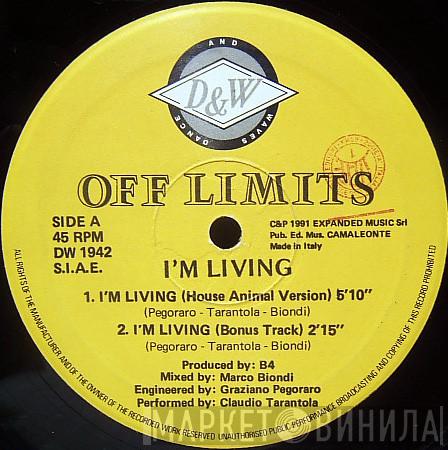 DANCE AND WAVES
D&W
OFF LIMITS
SIDE A
45 RPM
DW 1942
S.I.A.E.
C&P 1991 EXPANDED MUSIC Srl
Pub. Ed. Mus. CAMALEONTE
Made in Italy
I'M LIVING
1. I'M LIVING (House Animal Version) 5'10"
(Pegoraro - Tarantola - Biondi)
2. I'M LIVING (Bonus Track) 2'15"
(Pegoraro - Tarantola - Biondi)
Produced by: B4
Mixed by: Marco Biondi
Engineered by: Graziano Pegoraro
Performed by: Claudio Tarantola
ALL RIGHTS OF THE MANUFACTURER AND OF THE OWNER OF THE RECORDED WORK RESERVED UNAUTHORISED PUBLIC PERFORMANCE BROADCASTING AND COPYING OF THIS RECORD PROHIBITED
МАРКЕТ ВИНИЛА